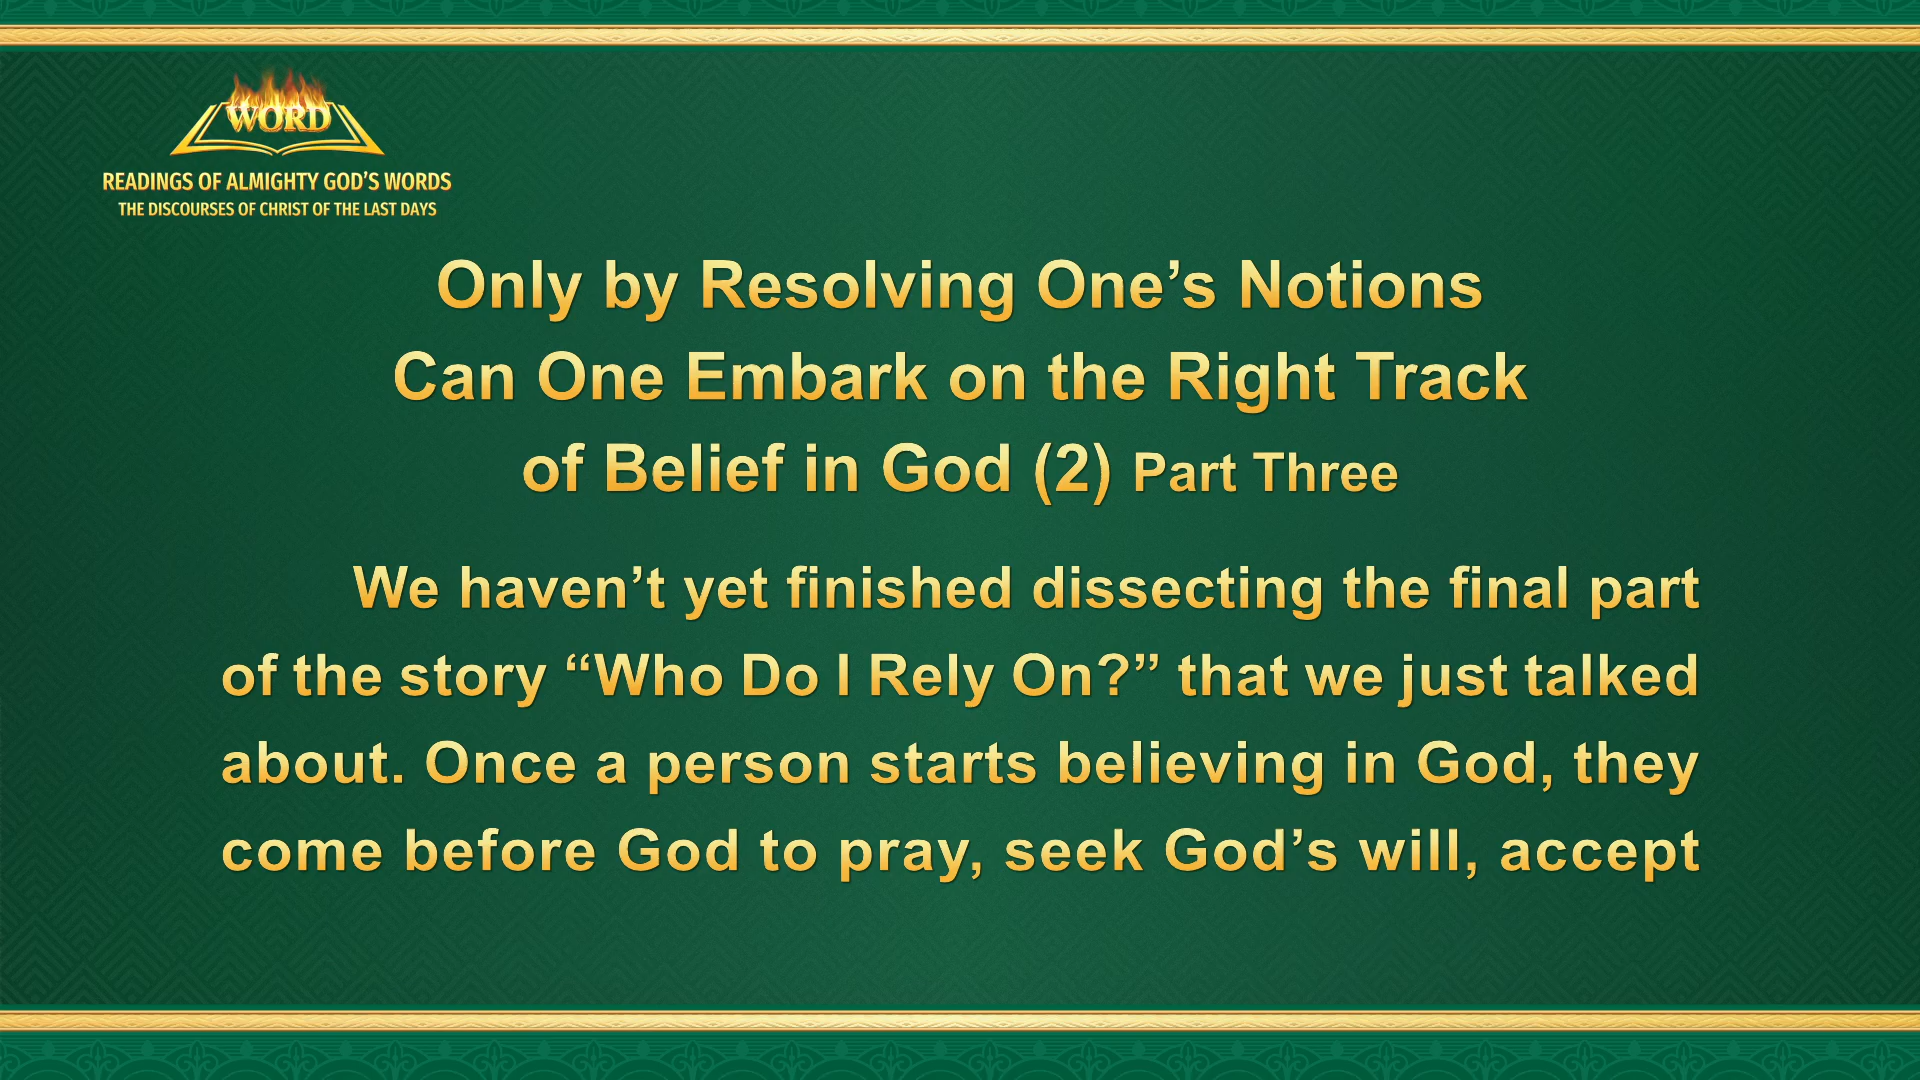 WORD
READINGS OF ALMIGHTY GOD’S WORDS
THE DISCOURSES OF CHRIST OF THE LAST DAYS
Only by Resolving One’s Notions
Can One Embark on the Right Track
of Belief in God (2) Part Three
We haven’t yet finished dissecting the final part
of the story “Who Do I Rely On?” that we just talked
about. Once a person starts believing in God, they
come before God to pray, seek God’s will, accept